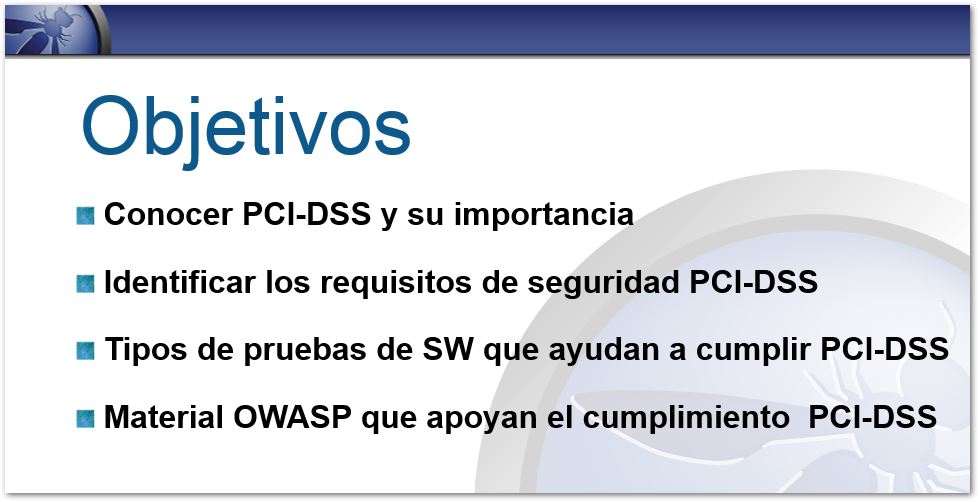 Objetivos
Conocer PCI-DSS y su importancia
Identificar los requisitos de seguridad PCI-DSS
Tipos de pruebas de SW que ayudan a cumplir PCI-DSS
Material OWASP que apoyan el cumplimiento  PCI-DSS